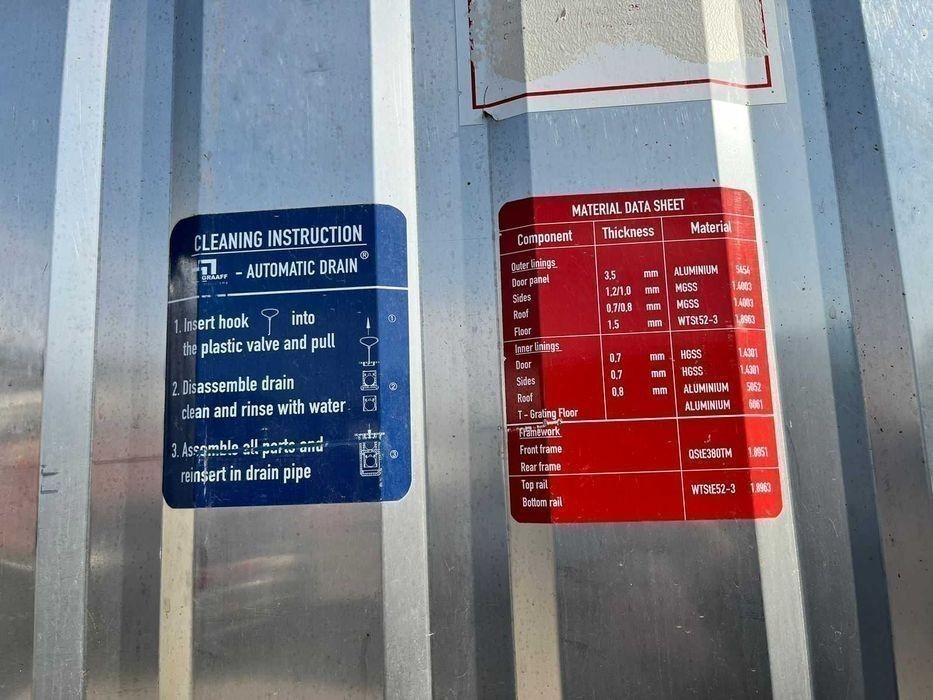 CLEANING INSTRUCTION
GRAAFF - AUTOMATIC DRAIN®
1. Insert hook into
the plastic valve and pull
①
2. Disassemble drain
clean and rinse with water
②
3. Assemble all parts and
reinsert in drain pipe
③
MATERIAL DATA SHEET
Component Thickness Material
Outer linings
Door panel 3,5 mm ALUMINIUM 5454
Sides 1,2/1,0 mm MGSS 1.4003
Roof 0,7/0,8 mm MGSS 1.4003
Floor 1,5 mm WTSt52-3 1.8963
Inner linings
Door 0,7 mm HGSS 1.4301
Sides 0,7 mm HGSS 1.4301
Roof 0,8 mm ALUMINIUM 5052
T - Grating Floor ALUMINIUM 6061
Framework
Front frame QStE380TM 1.8951
Rear frame
Top rail WTStE52-3 1.8963
Bottom rail